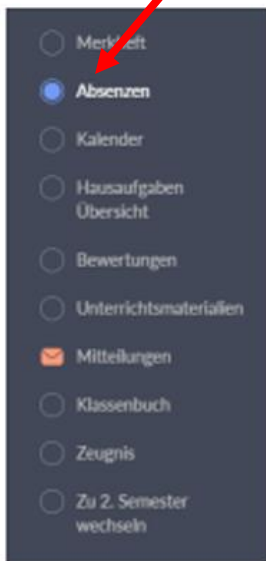 Merkheft
Absenzen
Kalender
Hausaufgaben
Übersicht
Bewertungen
Unterrichtsmaterialien
Mitteilungen
Klassenbuch
Zeugnis
Zu 2. Semester
wechseln